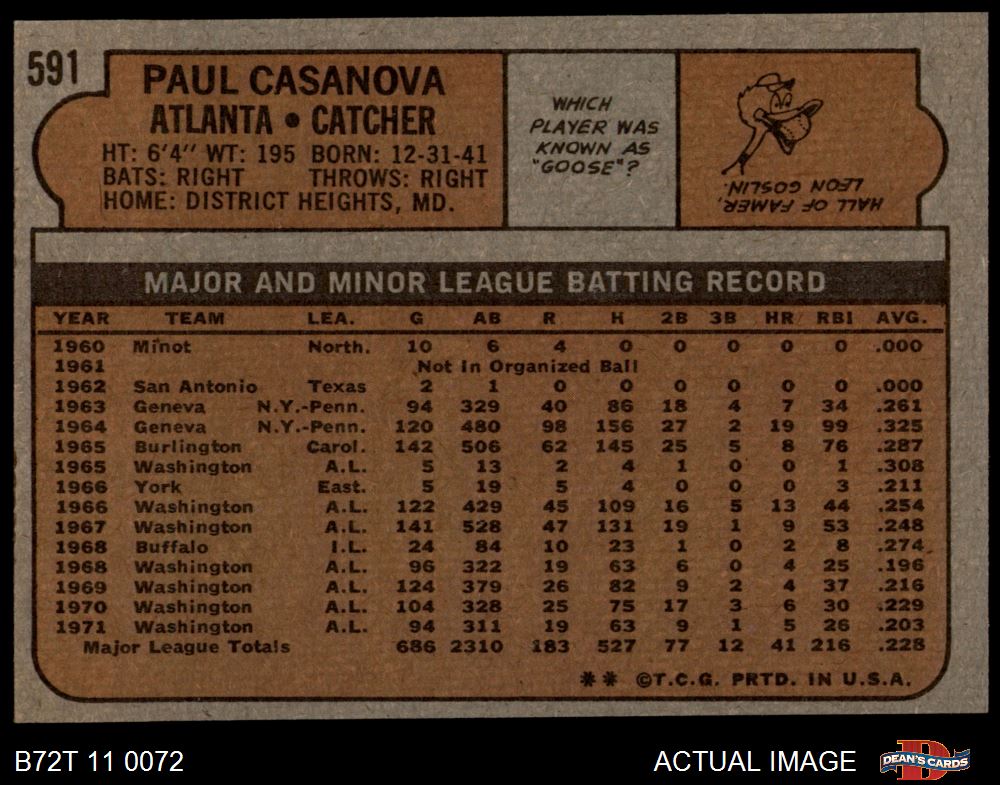 591
PAUL CASANOVA
ATLANTA • CATCHER
HT: 6'4" WT: 195 BORN: 12-31-41
BATS: RIGHT THROWS: RIGHT
HOME: DISTRICT HEIGHTS, MD.
WHICH
PLAYER WAS
KNOWN AS
"GOOSE"?
HALL OF FAMER,
LEON GOSLIN.
MAJOR AND MINOR LEAGUE BATTING RECORD
YEAR TEAM LEA. G AB R H 2B 3B HR RBI AVG.
1960 Minot North. 10 6 4 0 0 0 0 0 .000
1961 Not in Organized Ball
1962 San Antonio Texas 2 1 0 0 0 0 0 0 .000
1963 Geneva N.Y.-Penn. 94 329 40 86 18 4 7 34 .261
1964 Geneva N.Y.-Penn. 120 480 98 156 27 2 19 99 .325
1965 Burlington Carol. 142 506 62 145 25 5 8 76 .287
1965 Washington A.L. 5 13 2 4 1 0 0 1 .308
1966 York East. 5 19 5 4 0 0 0 3 .211
1966 Washington A.L. 122 429 45 109 16 5 13 44 .254
1967 Washington A.L. 141 528 47 131 19 1 9 53 .248
1968 Buffalo I.L. 24 84 10 23 1 0 2 8 .274
1968 Washington A.L. 96 322 19 63 6 0 4 25 .196
1969 Washington A.L. 124 379 26 82 9 2 4 37 .216
1970 Washington A.L. 104 328 25 75 17 3 6 30 .229
1971 Washington A.L. 94 311 19 63 9 1 5 26 .203
Major League Totals 686 2310 183 527 77 12 41 216 .228
** ©T.C.G. PRTD. IN U.S.A.
B72T 11 0072 ACTUAL IMAGE D DEAN'S CARDS